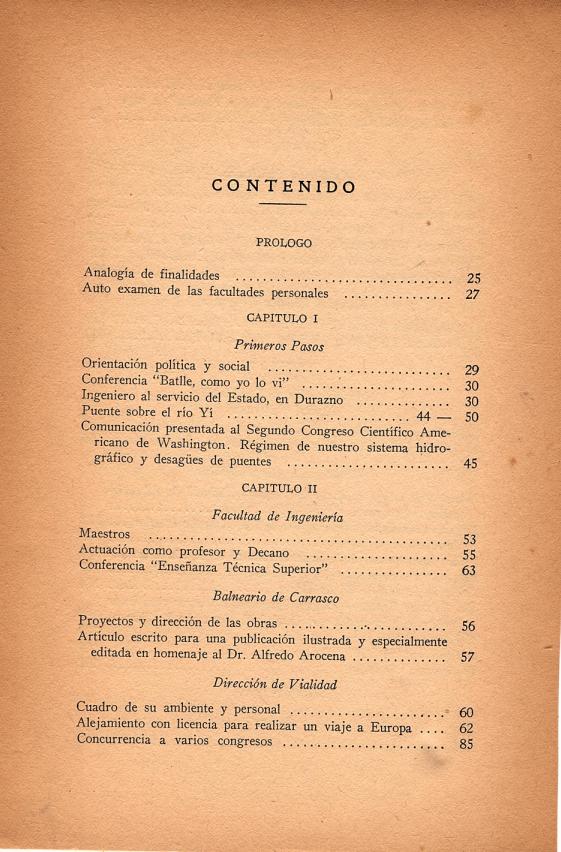 CONTENIDO
PROLOGO
Analogía de finalidades ................................ 25
Auto examen de las facultades personales ................ 27
CAPITULO I
Primeros Pasos
Orientación política y social ........................... 29
Conferencia "Batlle, como yo lo vi" ...................... 30
Ingeniero al servicio del Estado, en Durazno .............. 30
Puente sobre el río Yí ............................. 44 — 50
Comunicación presentada al Segundo Congreso Científico Ame-
ricano de Washington. Régimen de nuestro sistema hidro-
gráfico y desagües de puentes ........................ 45
CAPITULO II
Facultad de Ingeniería
Maestros ............................................ 53
Actuación como profesor y Decano ..................... 55
Conferencia "Enseñanza Técnica Superior" ................ 63
Balneario de Carrasco
Proyectos y dirección de las obras ........................ 56
Artículo escrito para una publicación ilustrada y especialmente
editada en homenaje al Dr. Alfredo Arocena .............. 57
Dirección de Vialidad
Cuadro de su ambiente y personal ....................... 60
Alejamiento con licencia para realizar un viaje a Europa .... 62
Concurrencia a varios congresos ........................ 85